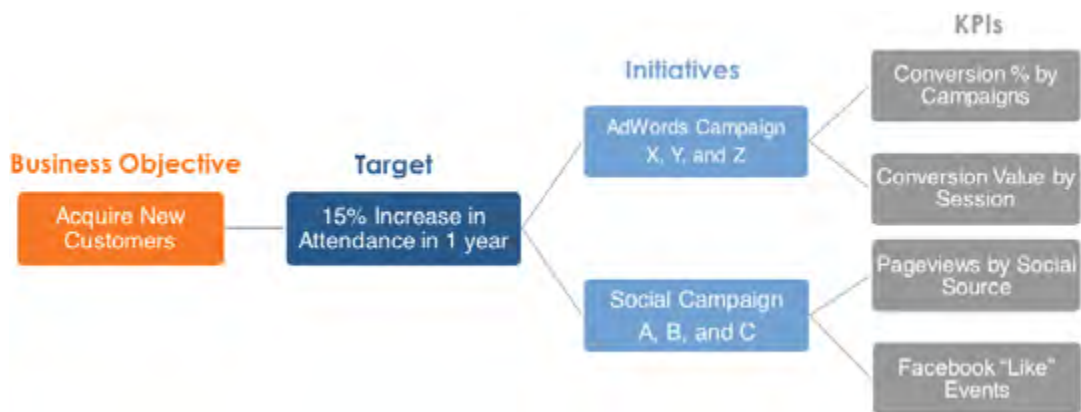 KPIs
Initiatives
Conversion % by
Campaigns
AdWords Campaign
X, Y, and Z
Business Objective
Target
Conversion Value by
Session
Acquire New
Customers
15% Increase in
Attendance in 1 year
Pageviews by Social
Source
Social Campaign
A, B, and C
Facebook “Like”
Events